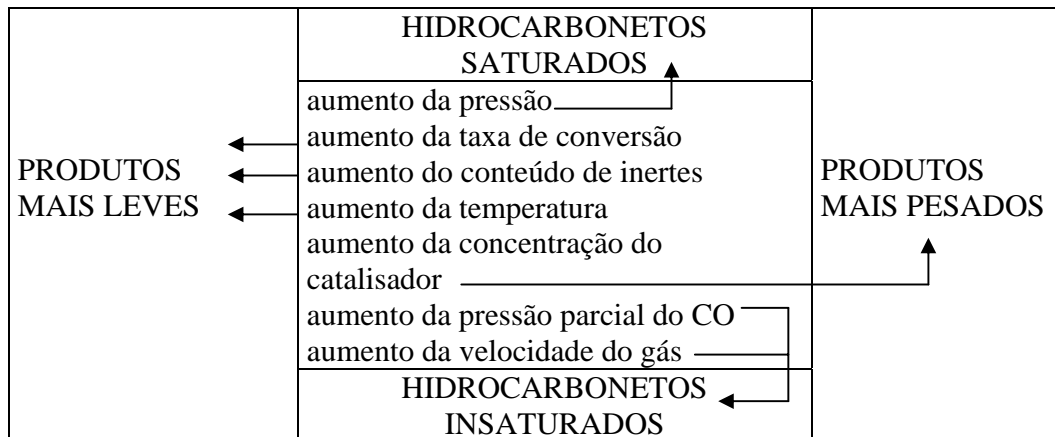 HIDROCARBONETOS
SATURADOS
PRODUTOS
MAIS LEVES
aumento da pressão
aumento da taxa de conversão
aumento do conteúdo de inertes
aumento da temperatura
aumento da concentração do
catalisador
aumento da pressão parcial do CO
aumento da velocidade do gás
PRODUTOS
MAIS PESADOS
HIDROCARBONETOS
INSATURADOS